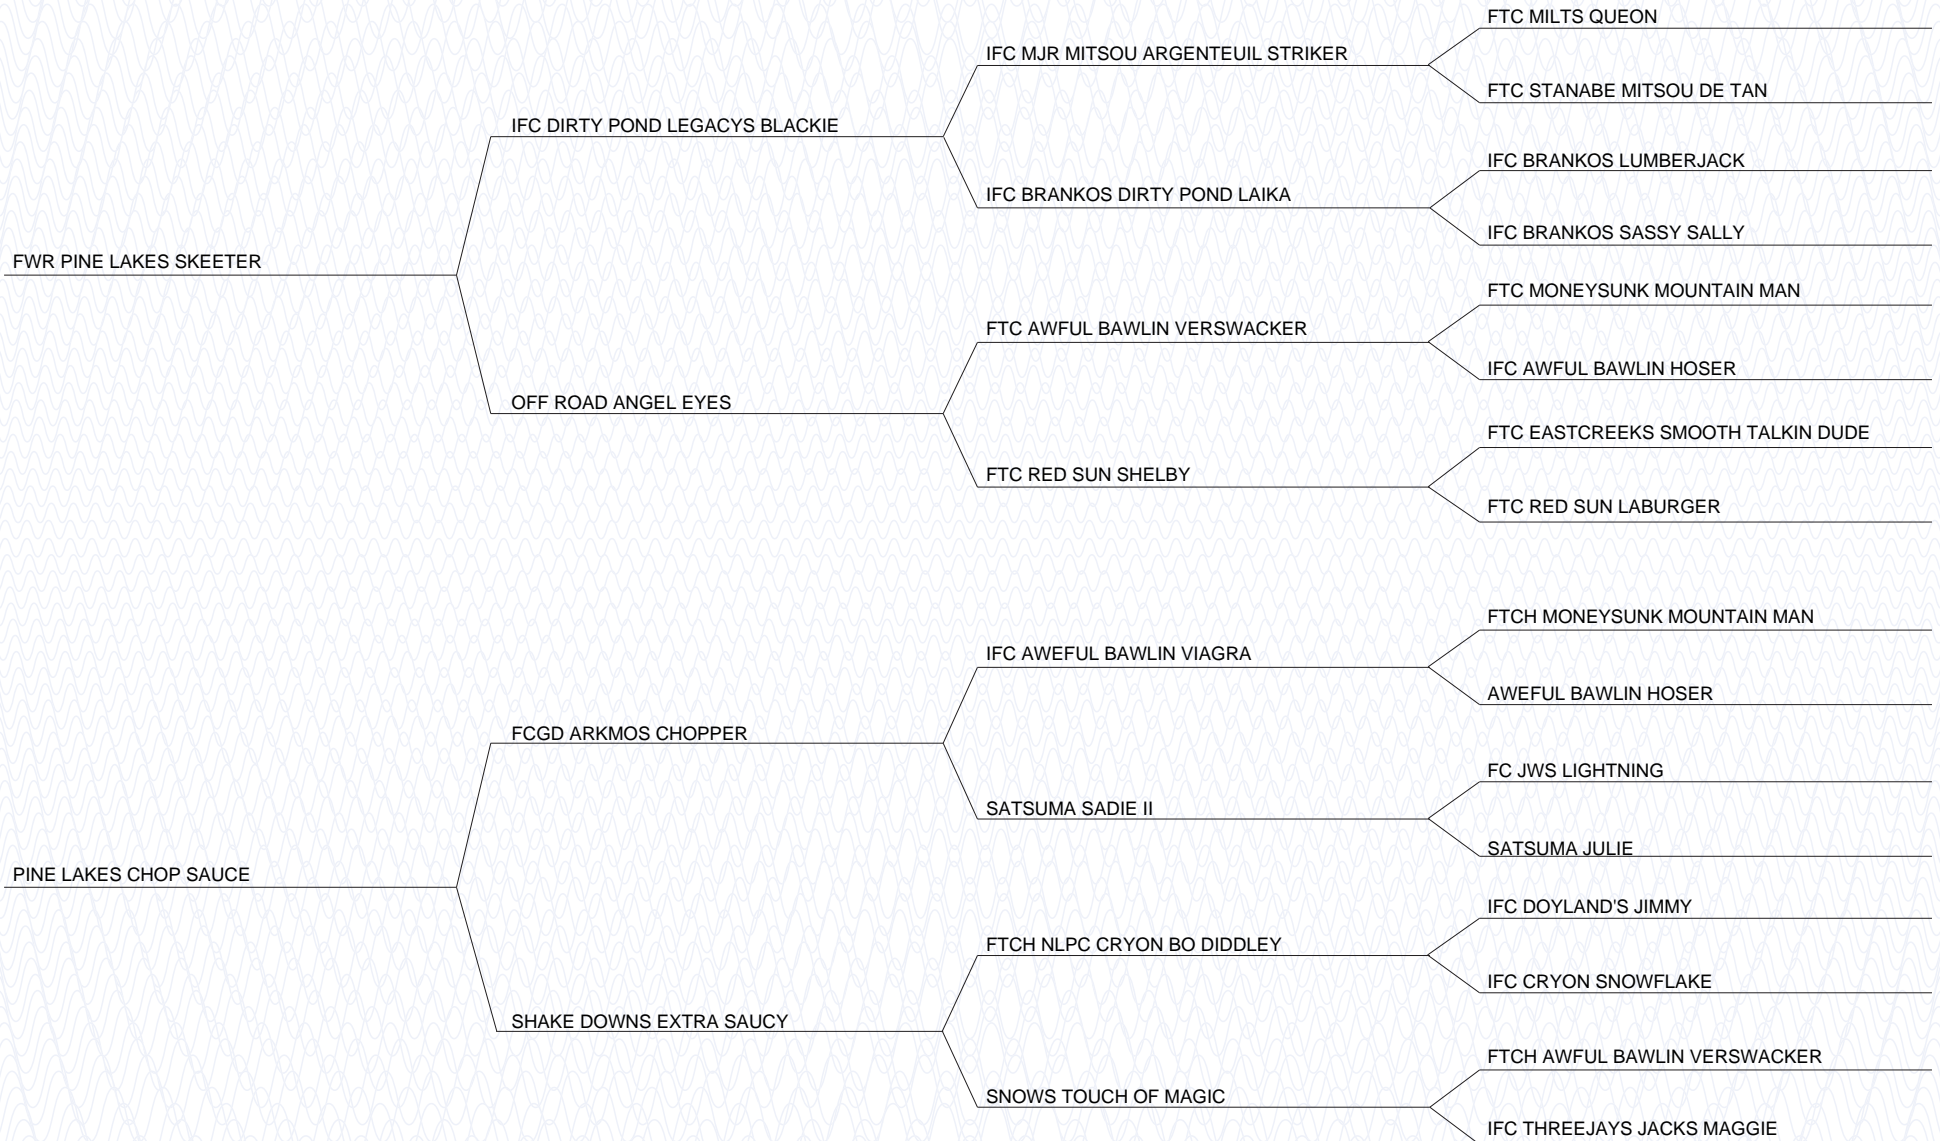 FTC MILTS QUEON
IFC MJR MITSOU ARGENTEUIL STRIKER
FTC STANABE MITSOU DE TAN
IFC DIRTY POND LEGACYS BLACKIE
IFC BRANKOS LUMBERJACK
IFC BRANKOS DIRTY POND LAIKA
IFC BRANKOS SASSY SALLY
FWR PINE LAKES SKEETER
FTC MONEYSUNK MOUNTAIN MAN
FTC AWFUL BAWLIN VERSWACKER
IFC AWFUL BAWLIN HOSER
OFF ROAD ANGEL EYES
FTC EASTCREEKS SMOOTH TALKIN DUDE
FTC RED SUN SHELBY
FTC RED SUN LABURGER
FTCH MONEYSUNK MOUNTAIN MAN
IFC AWEFUL BAWLIN VIAGRA
AWEFUL BAWLIN HOSER
FCGD ARKMOS CHOPPER
FC JWS LIGHTNING
SATSUMA SADIE II
SATSUMA JULIE
PINE LAKES CHOP SAUCE
IFC DOYLAND'S JIMMY
FTCH NLPC CRYON BO DIDDLEY
IFC CRYON SNOWFLAKE
SHAKE DOWNS EXTRA SAUCY
FTCH AWFUL BAWLIN VERSWACKER
SNOWS TOUCH OF MAGIC
IFC THREEJAYS JACKS MAGGIE